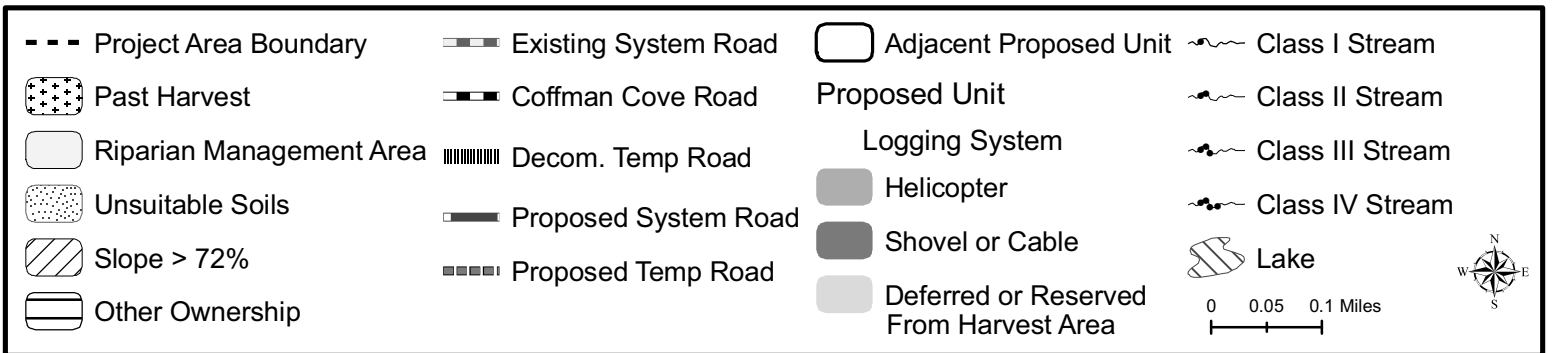 Project Area Boundary
Past Harvest
Riparian Management Area
Unsuitable Soils
Slope > 72%
Other Ownership
Existing System Road
Coffman Cove Road
Decom. Temp Road
Proposed System Road
Proposed Temp Road
Adjacent Proposed Unit
Proposed Unit
Logging System
Helicopter
Shovel or Cable
Deferred or Reserved
From Harvest Area
Class I Stream
Class II Stream
Class III Stream
Class IV Stream
Lake
0 0.05 0.1 Miles
N
W E
S